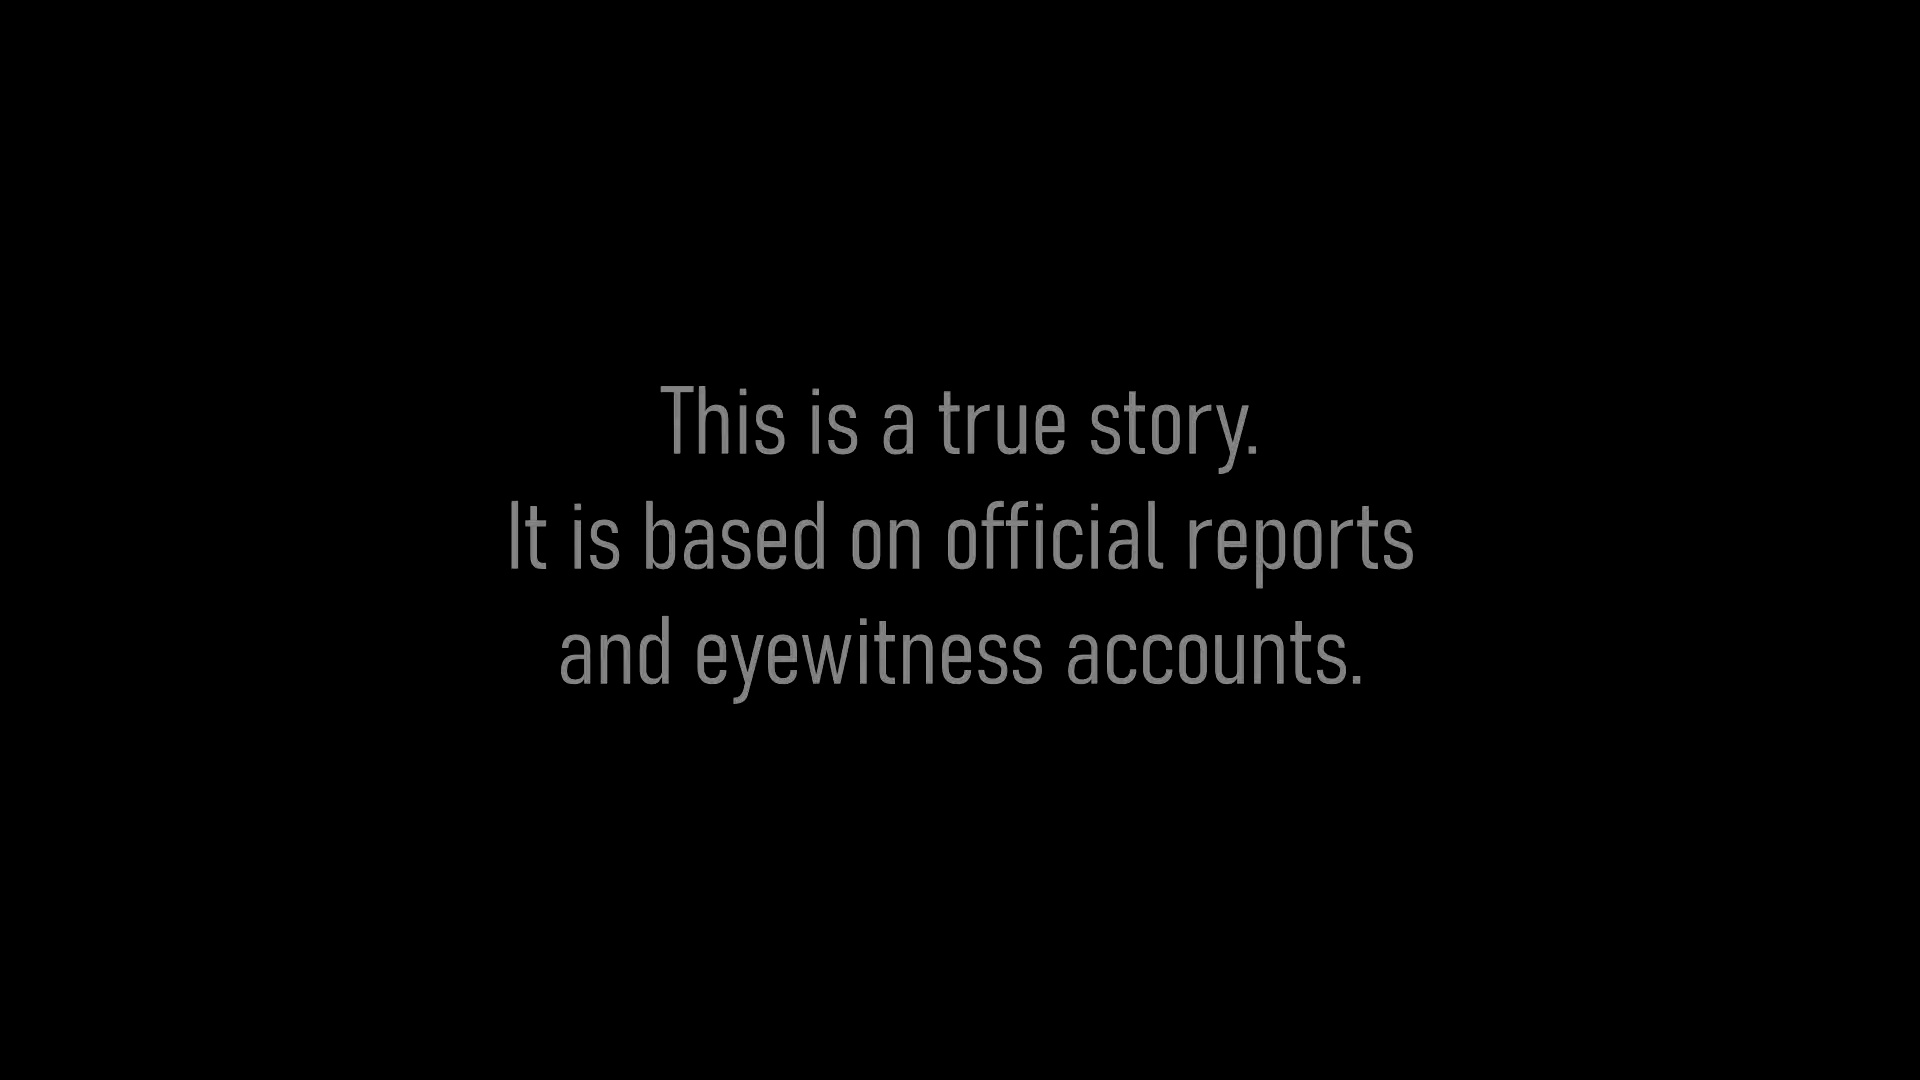 This is a true story.
It is based on official reports
and eyewitness accounts.